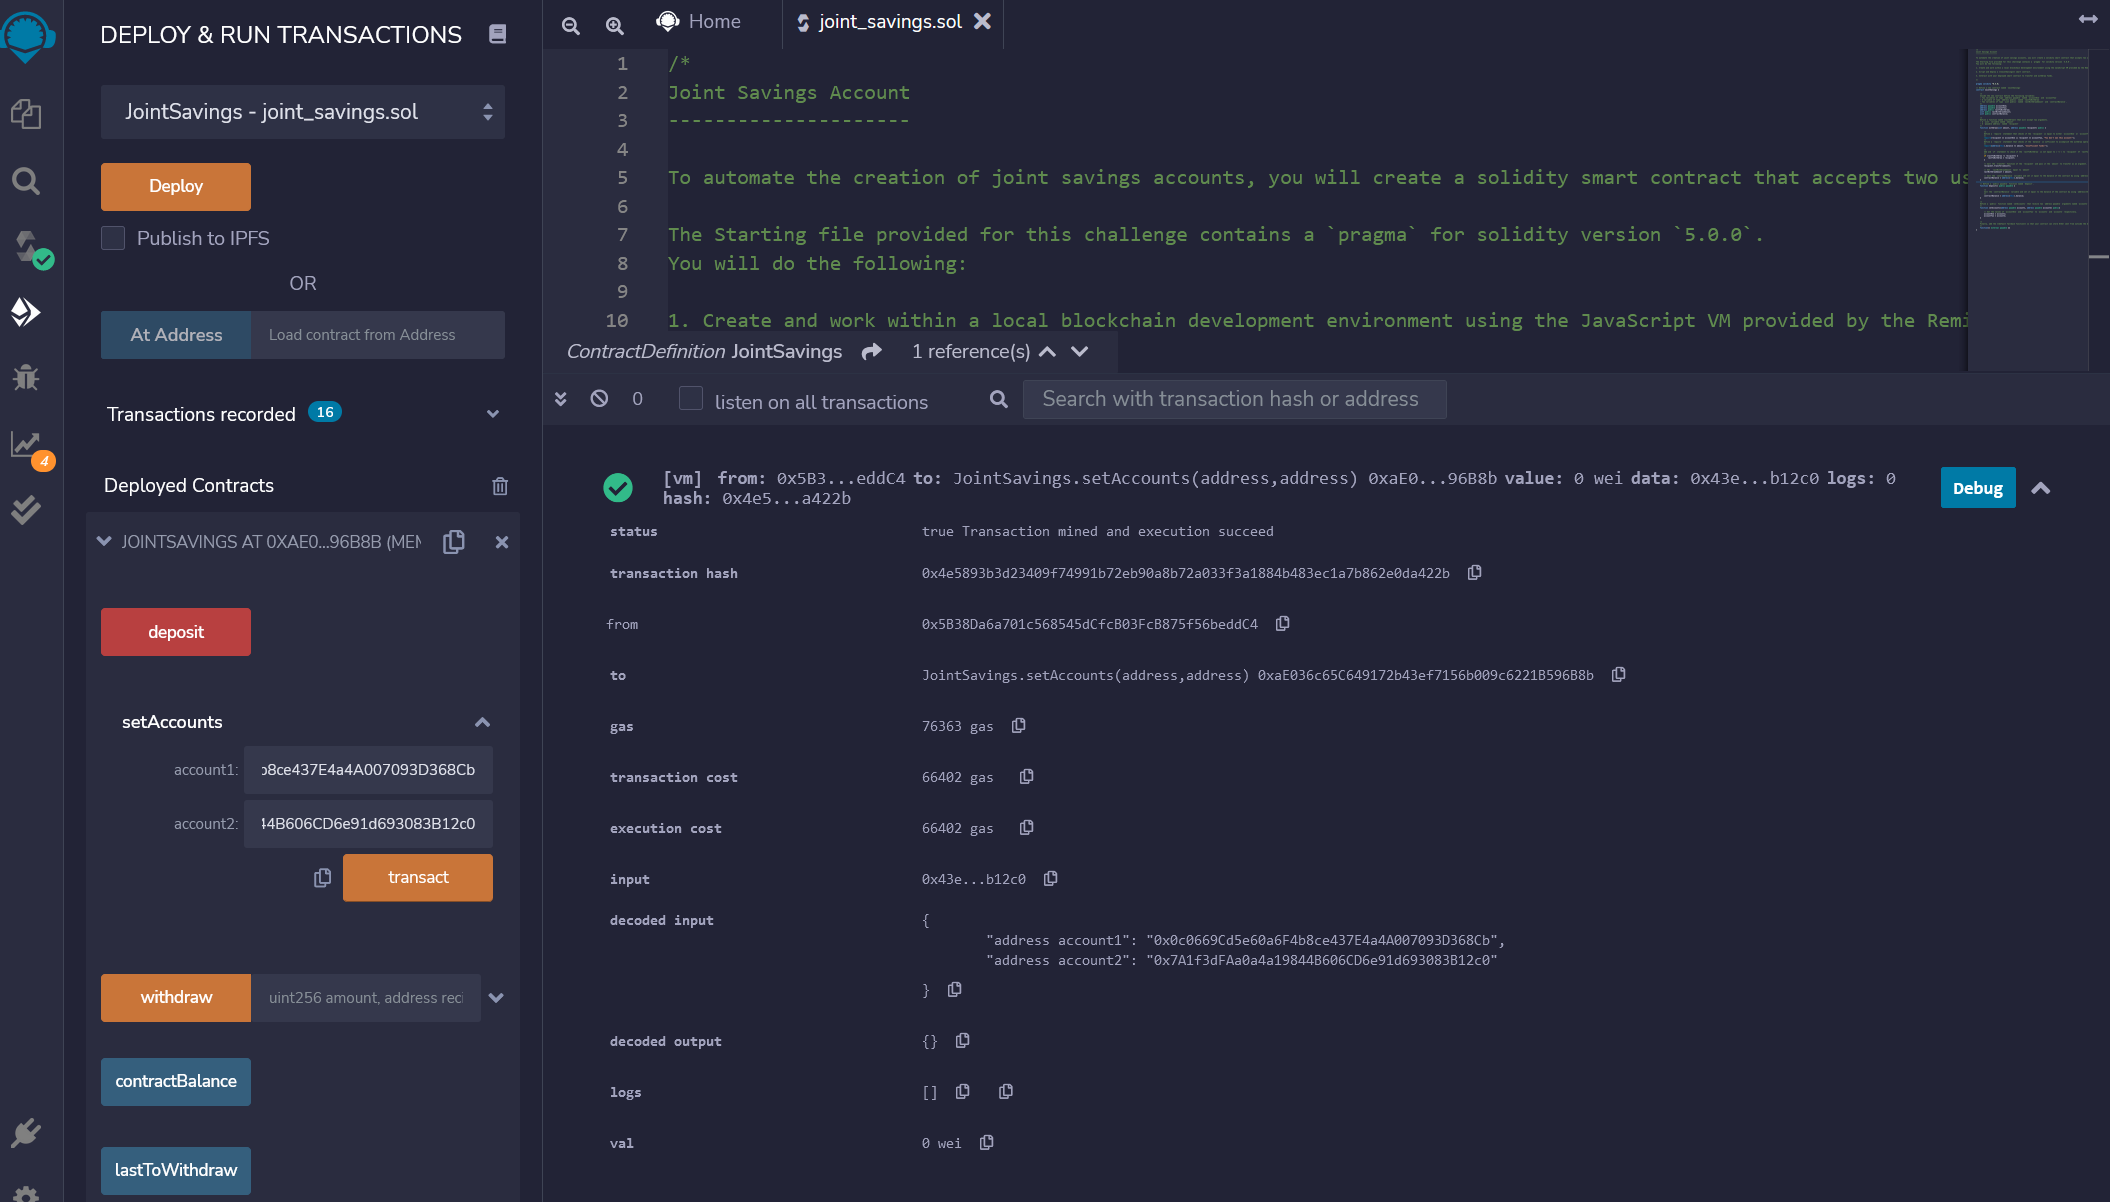 DEPLOY & RUN TRANSACTIONS
JointSavings - joint_savings.sol
Deploy
Publish to IPFS
OR
At Address
Load contract from Address
Transactions recorded 16
4
Deployed Contracts
JOINTSAVINGS AT 0XAE0...96B8B (MEM
deposit
setAccounts
account1: b8ce437E4a4A007093D368Cb
account2: 44B606CD6e91d693083B12c0
transact
withdraw
uint256 amount, address reci
contractBalance
lastToWithdraw
Home
joint_savings.sol
1 /*
2 Joint Savings Account
3 ---------------------
4
5 To automate the creation of joint savings accounts, you will create a solidity smart contract that accepts two us
6
7 The Starting file provided for this challenge contains a `pragma` for solidity version `5.0.0`.
8 You will do the following:
9
10 1. Create and work within a local blockchain development environment using the JavaScript VM provided by the Remi
ContractDefinition JointSavings 1 reference(s)
0 listen on all transactions Search with transaction hash or address
[vm] from: 0x5B3...eddC4 to: JointSavings.setAccounts(address,address) 0xaE0...96B8b value: 0 wei data: 0x43e...b12c0 logs: 0
hash: 0x4e5...a422b
Debug
status true Transaction mined and execution succeed
transaction hash 0x4e5893b3d23409f74991b72eb90a8b72a033f3a1884b483ec1a7b862e0da422b
from 0x5B38Da6a701c568545dCfcB03FcB875f56beddC4
to JointSavings.setAccounts(address,address) 0xaE036c65C649172b43ef7156b009c6221B596B8b
gas 76363 gas
transaction cost 66402 gas
execution cost 66402 gas
input 0x43e...b12c0
decoded input {
"address account1": "0x0c0669Cd5e60a6F4b8ce437E4a4A007093D368Cb",
"address account2": "0x7A1f3dFAa0a4a19844B606CD6e91d693083B12c0"
}
decoded output {}
logs []
val 0 wei